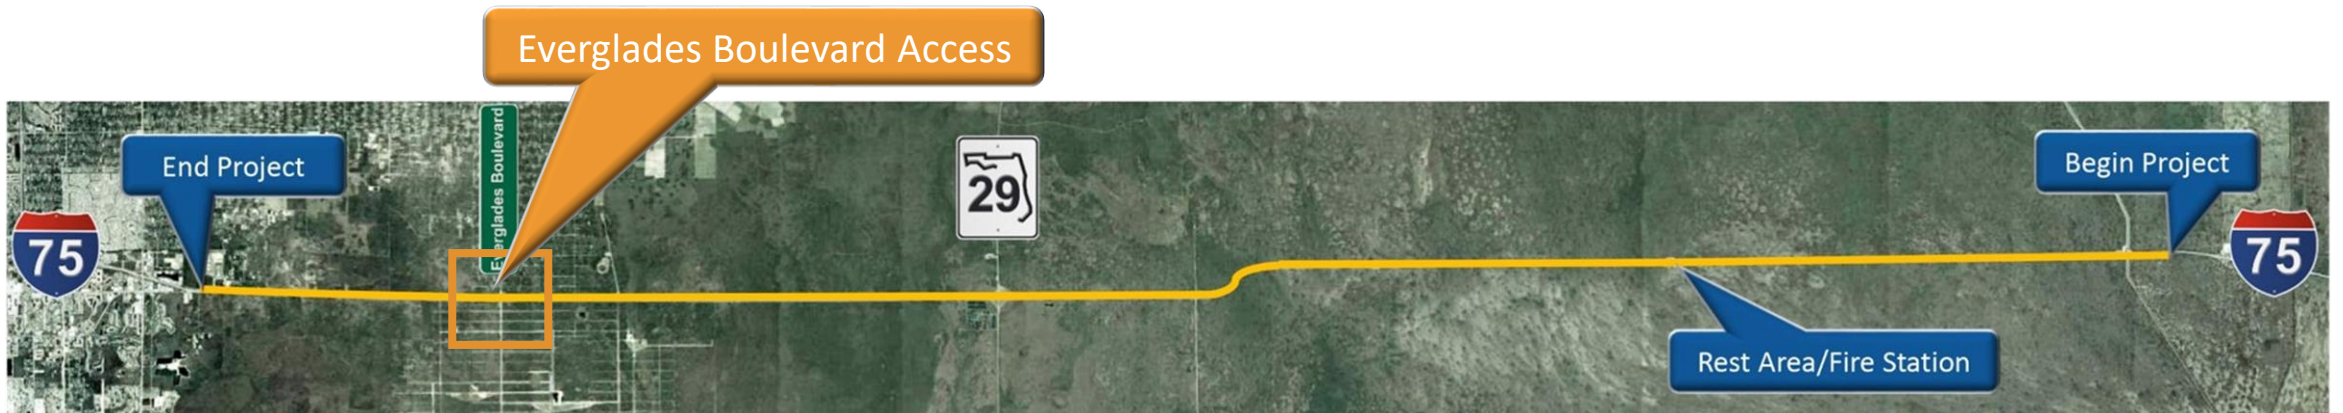 Everglades Boulevard Access
Everglades Boulevard
End Project
29
Begin Project
75
75
Rest Area/Fire Station